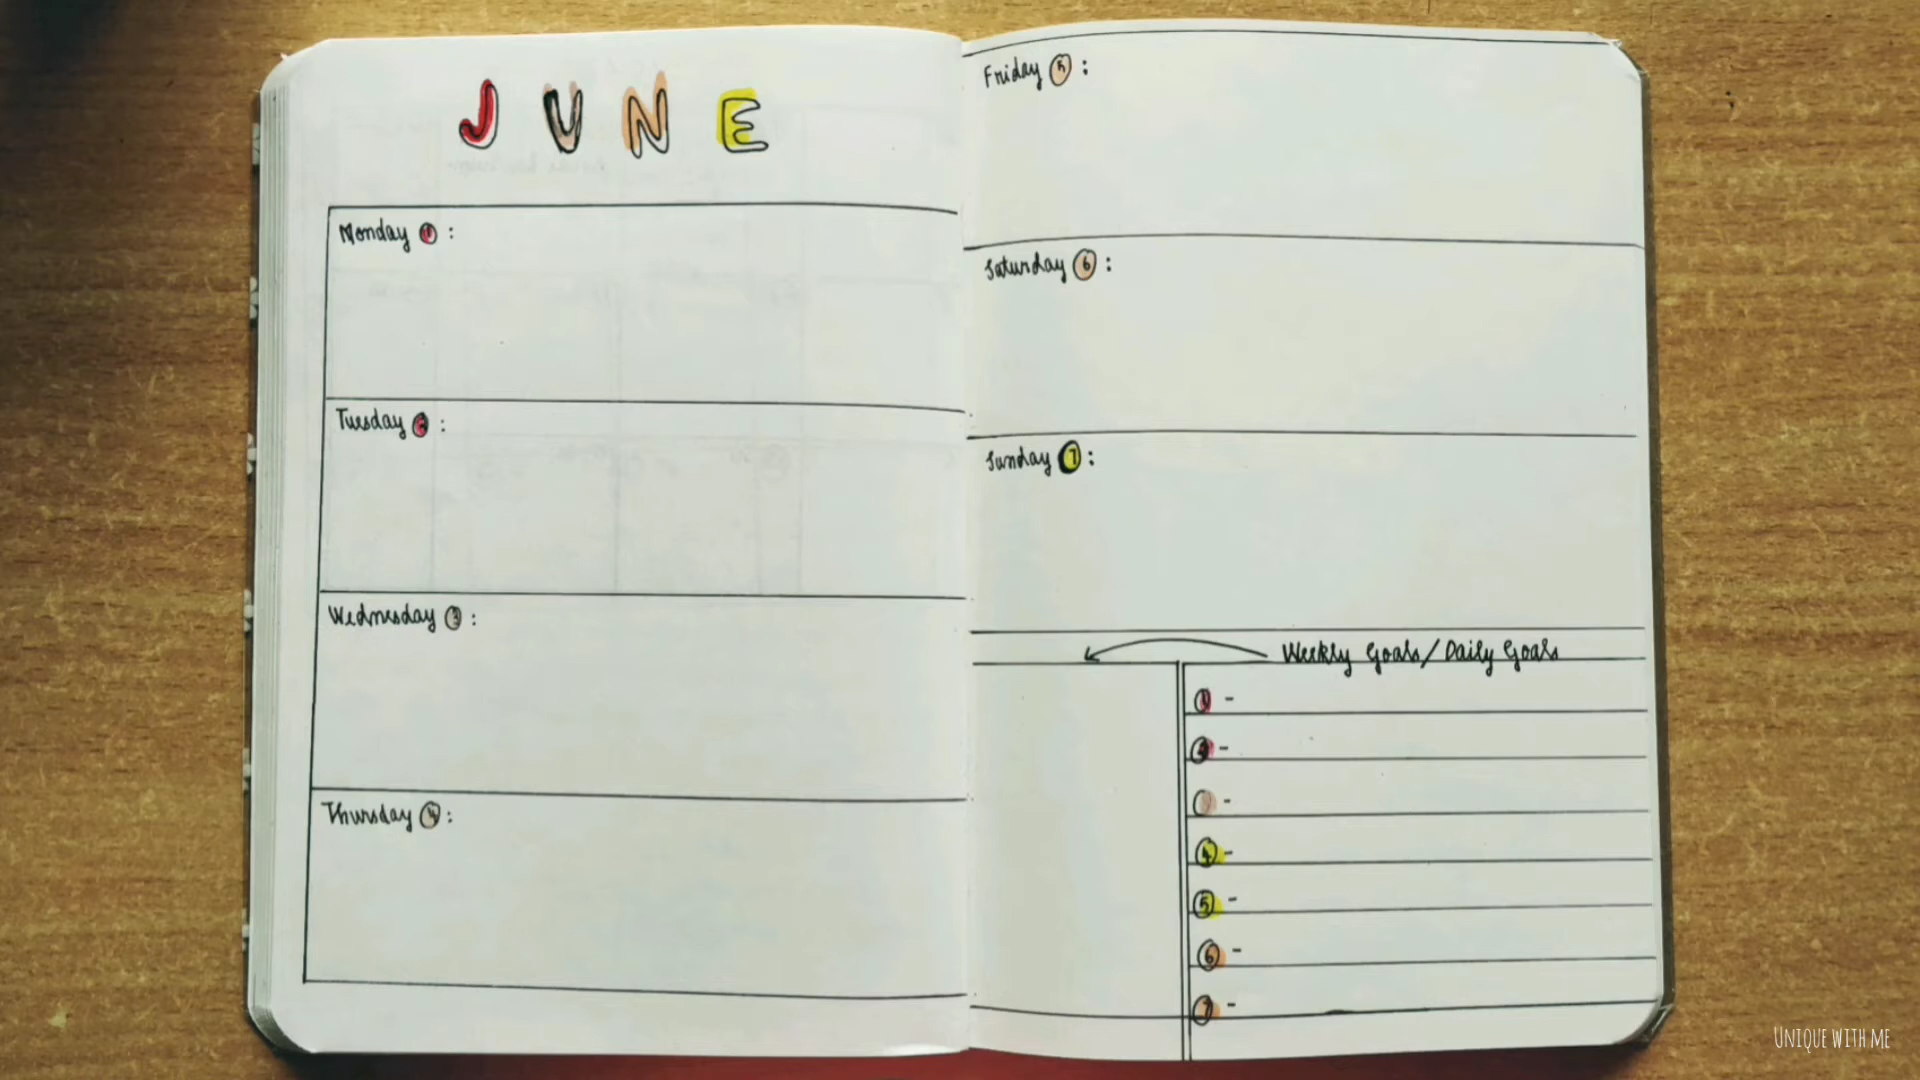 JUNE
Monday 1 :
Tuesday 2 :
Wednesday 3 :
Thursday 4 :
Friday 5 :
Saturday 6 :
Sunday 7 :
Weekly Goals/Daily Goals
1 -
2 -
3 -
4 -
5 -
6 -
7 -
UNIQUE WITH ME